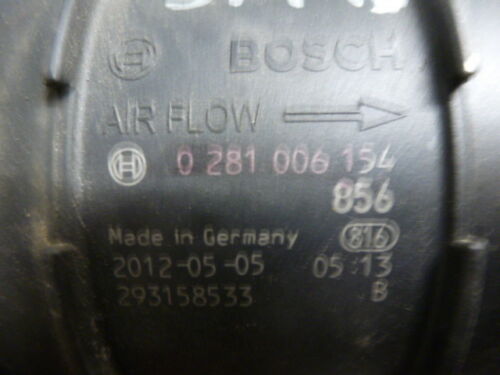 BOSCH
AIR FLOW
0 281 006 154
856
Made in Germany 816
2012-05-05 05:13
293158533 B